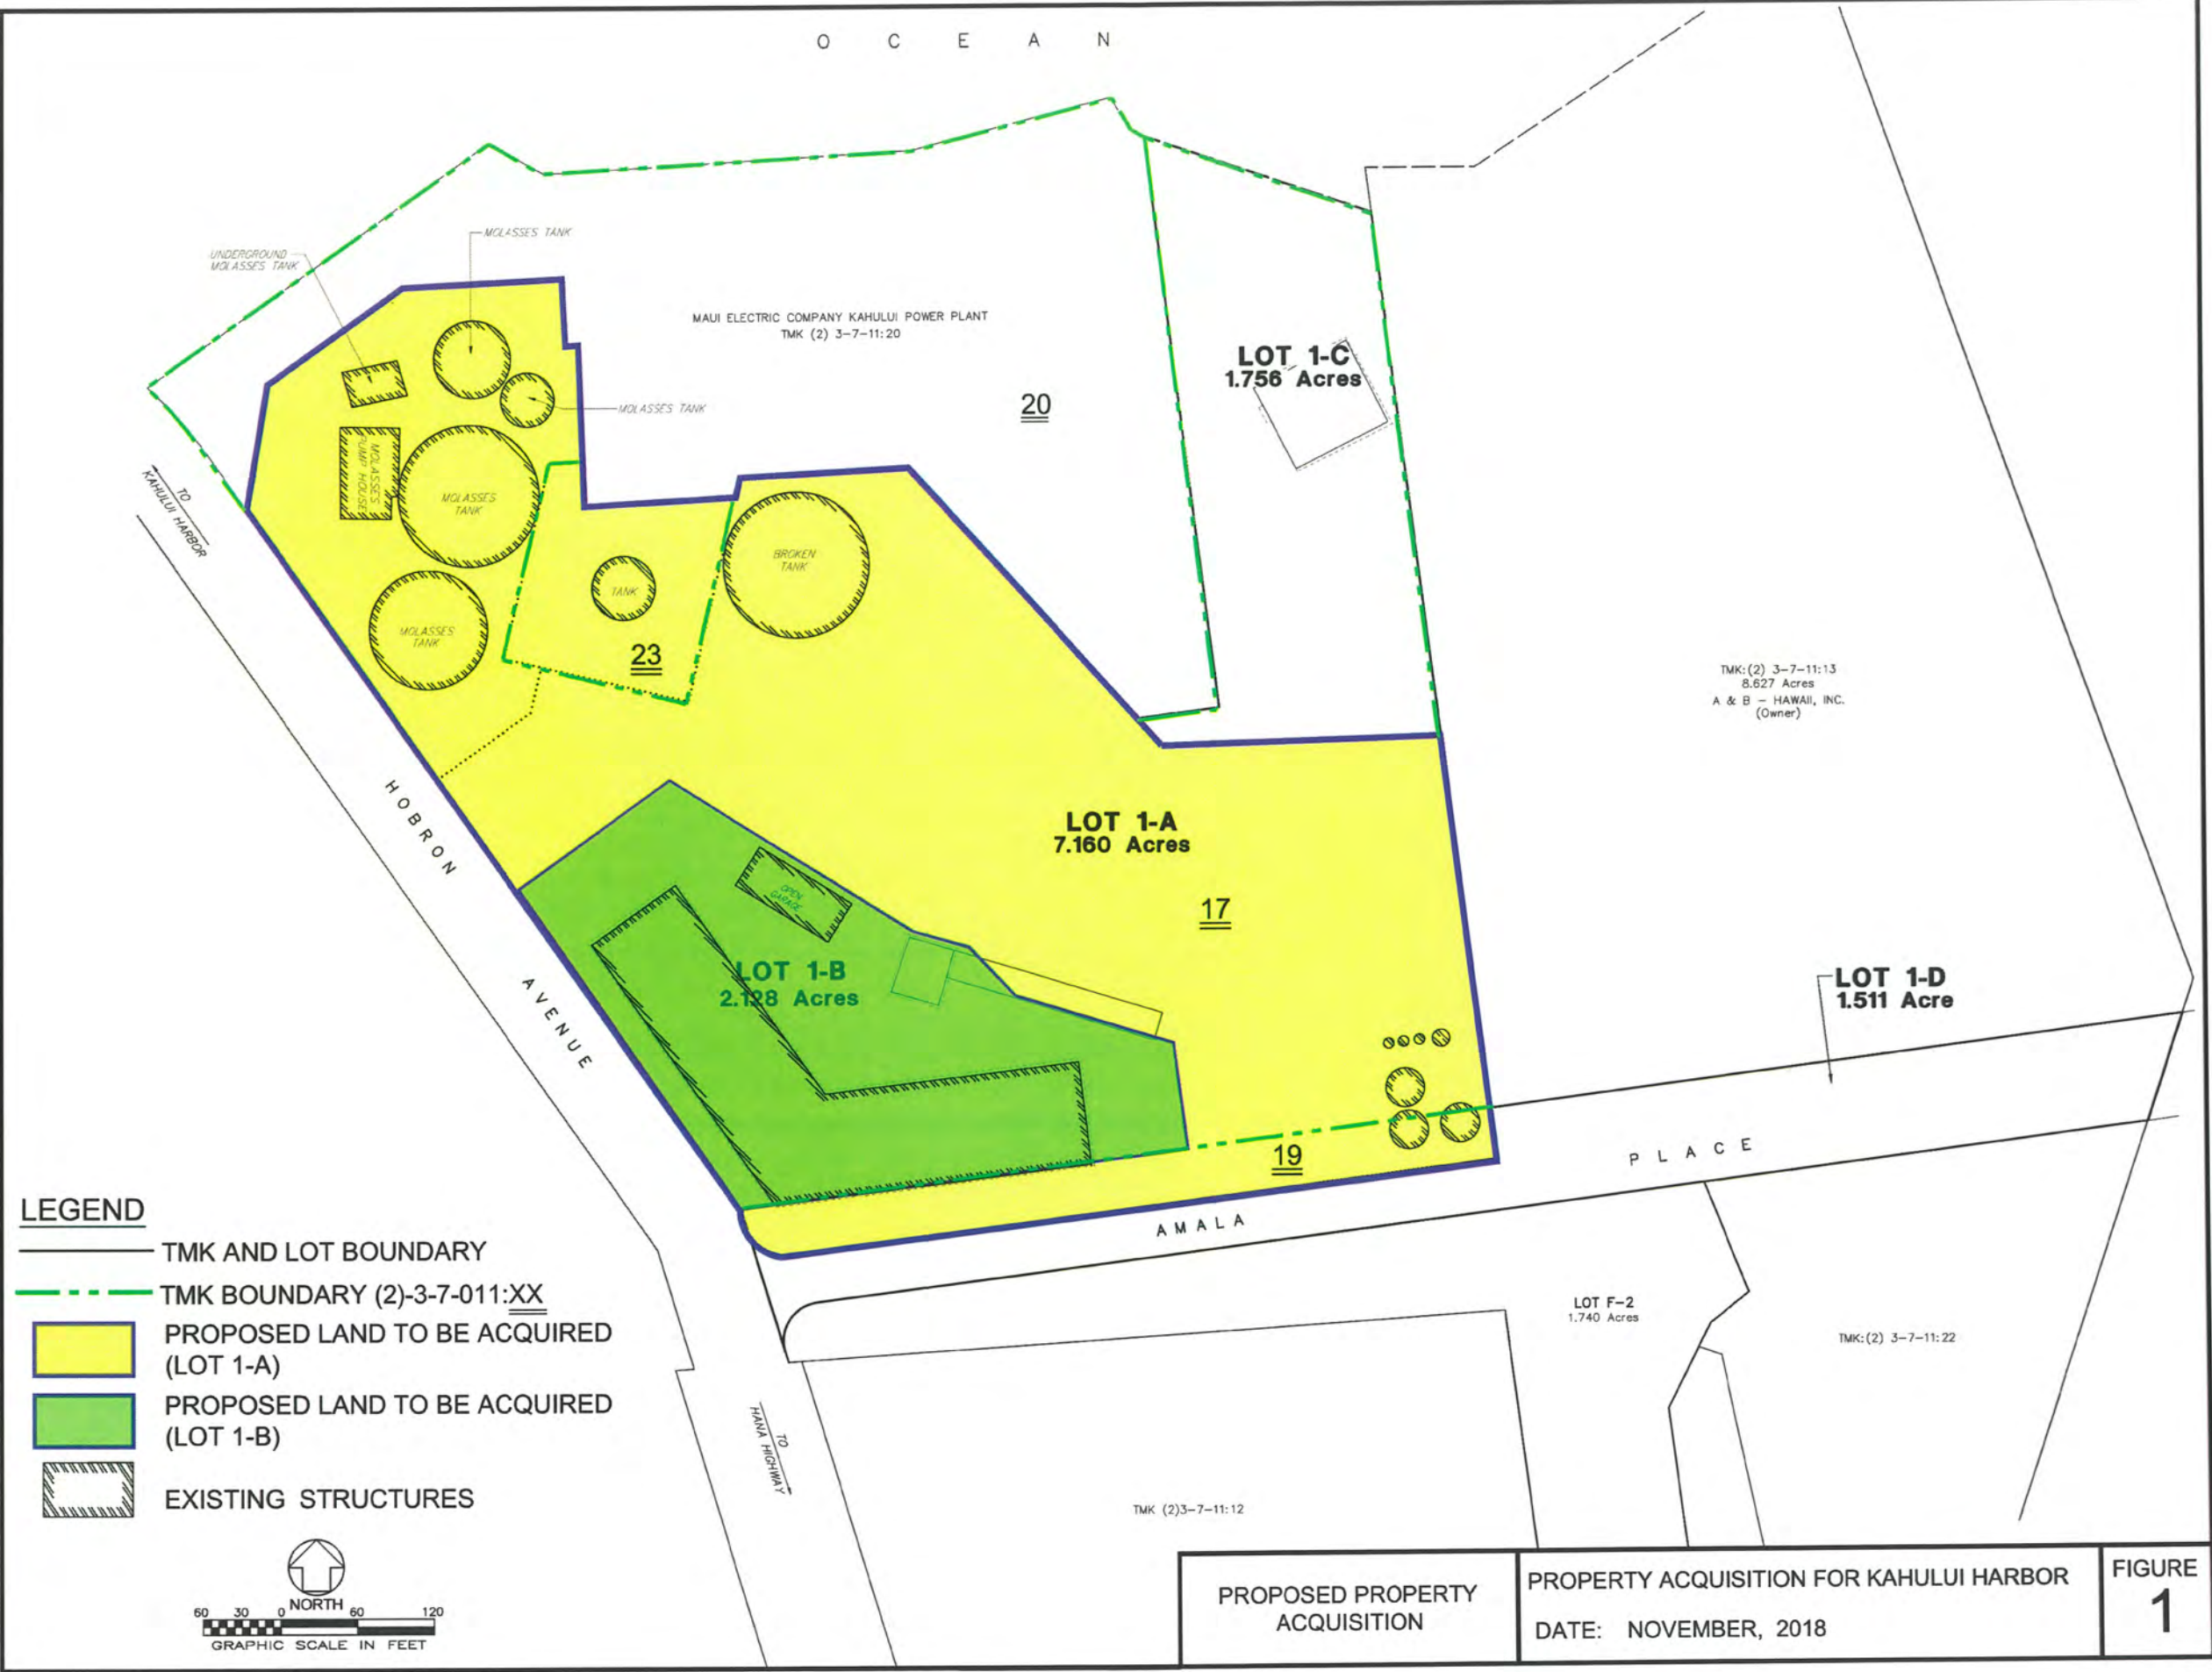 O C E A N
MOLASSES TANK
UNDERGROUND
MOLASSES TANK
MAUI ELECTRIC COMPANY KAHULUI POWER PLANT
TMK (2) 3-7-11:20
LOT 1-C
1.756 Acres
20
MOLASSES TANK
MOLASSES
PUMP HOUSE
MOLASSES
TANK
TO
KAHULUI HARBOR
BROKEN
TANK
TANK
MOLASSES
TANK
23
TMK:(2) 3-7-11:13
8.627 Acres
A & B - HAWAII, INC.
(Owner)
HOBRON
AVENUE
LOT 1-A
7.160 Acres
17
OPEN
GARAGE
LOT 1-B
2.128 Acres
LOT 1-D
1.511 Acre
19
AMALA
PLACE
LEGEND
TMK AND LOT BOUNDARY
TMK BOUNDARY (2)-3-7-011:XX
PROPOSED LAND TO BE ACQUIRED
(LOT 1-A)
PROPOSED LAND TO BE ACQUIRED
(LOT 1-B)
EXISTING STRUCTURES
LOT F-2
1.740 Acres
TMK:(2) 3-7-11:22
TO
HANA HIGHWAY
TMK (2)3-7-11:12
NORTH
60 30 0 60 120
GRAPHIC SCALE IN FEET
PROPOSED PROPERTY
ACQUISITION
PROPERTY ACQUISITION FOR KAHULUI HARBOR
DATE: NOVEMBER, 2018
FIGURE
1